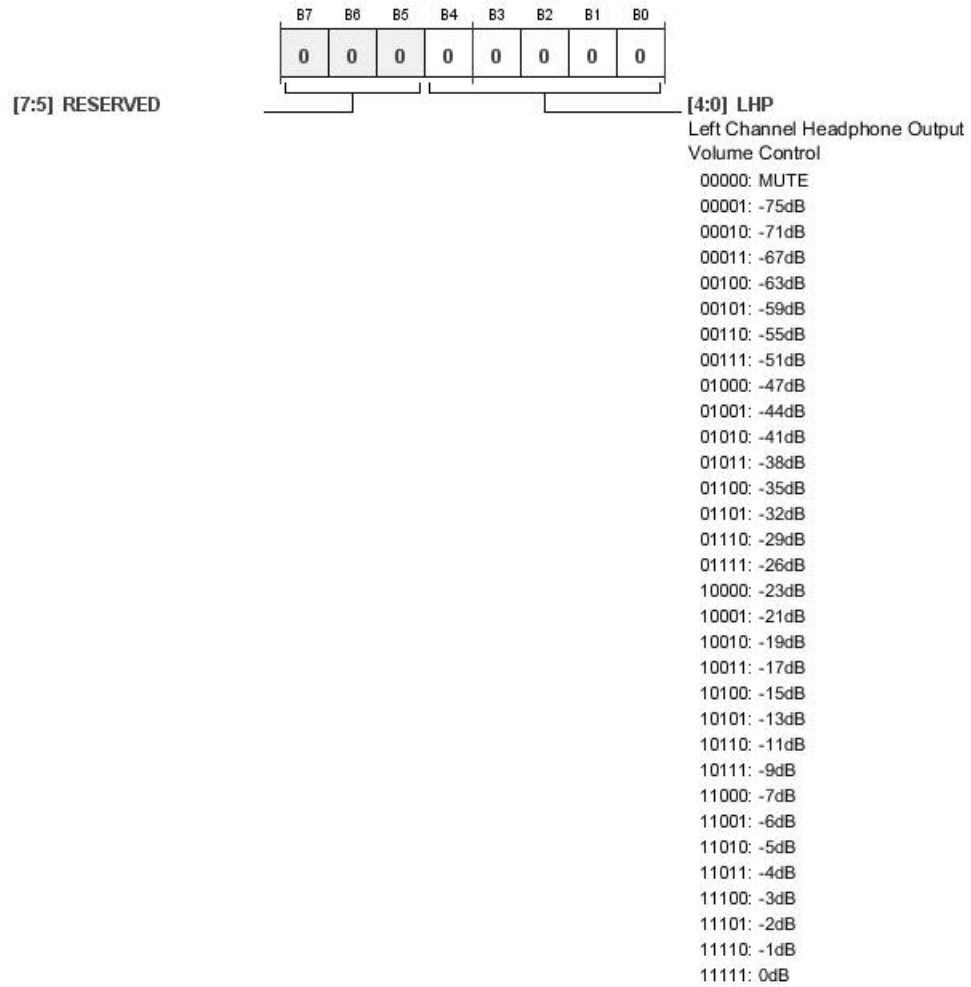 B7 B6 B5 B4 B3 B2 B1 B0
0 0 0 0 0 0 0 0
[7:5] RESERVED
[4:0] LHP
Left Channel Headphone Output
Volume Control
00000: MUTE
00001: -75dB
00010: -71dB
00011: -67dB
00100: -63dB
00101: -59dB
00110: -55dB
00111: -51dB
01000: -47dB
01001: -44dB
01010: -41dB
01011: -38dB
01100: -35dB
01101: -32dB
01110: -29dB
01111: -26dB
10000: -23dB
10001: -21dB
10010: -19dB
10011: -17dB
10100: -15dB
10101: -13dB
10110: -11dB
10111: -9dB
11000: -7dB
11001: -6dB
11010: -5dB
11011: -4dB
11100: -3dB
11101: -2dB
11110: -1dB
11111: 0dB